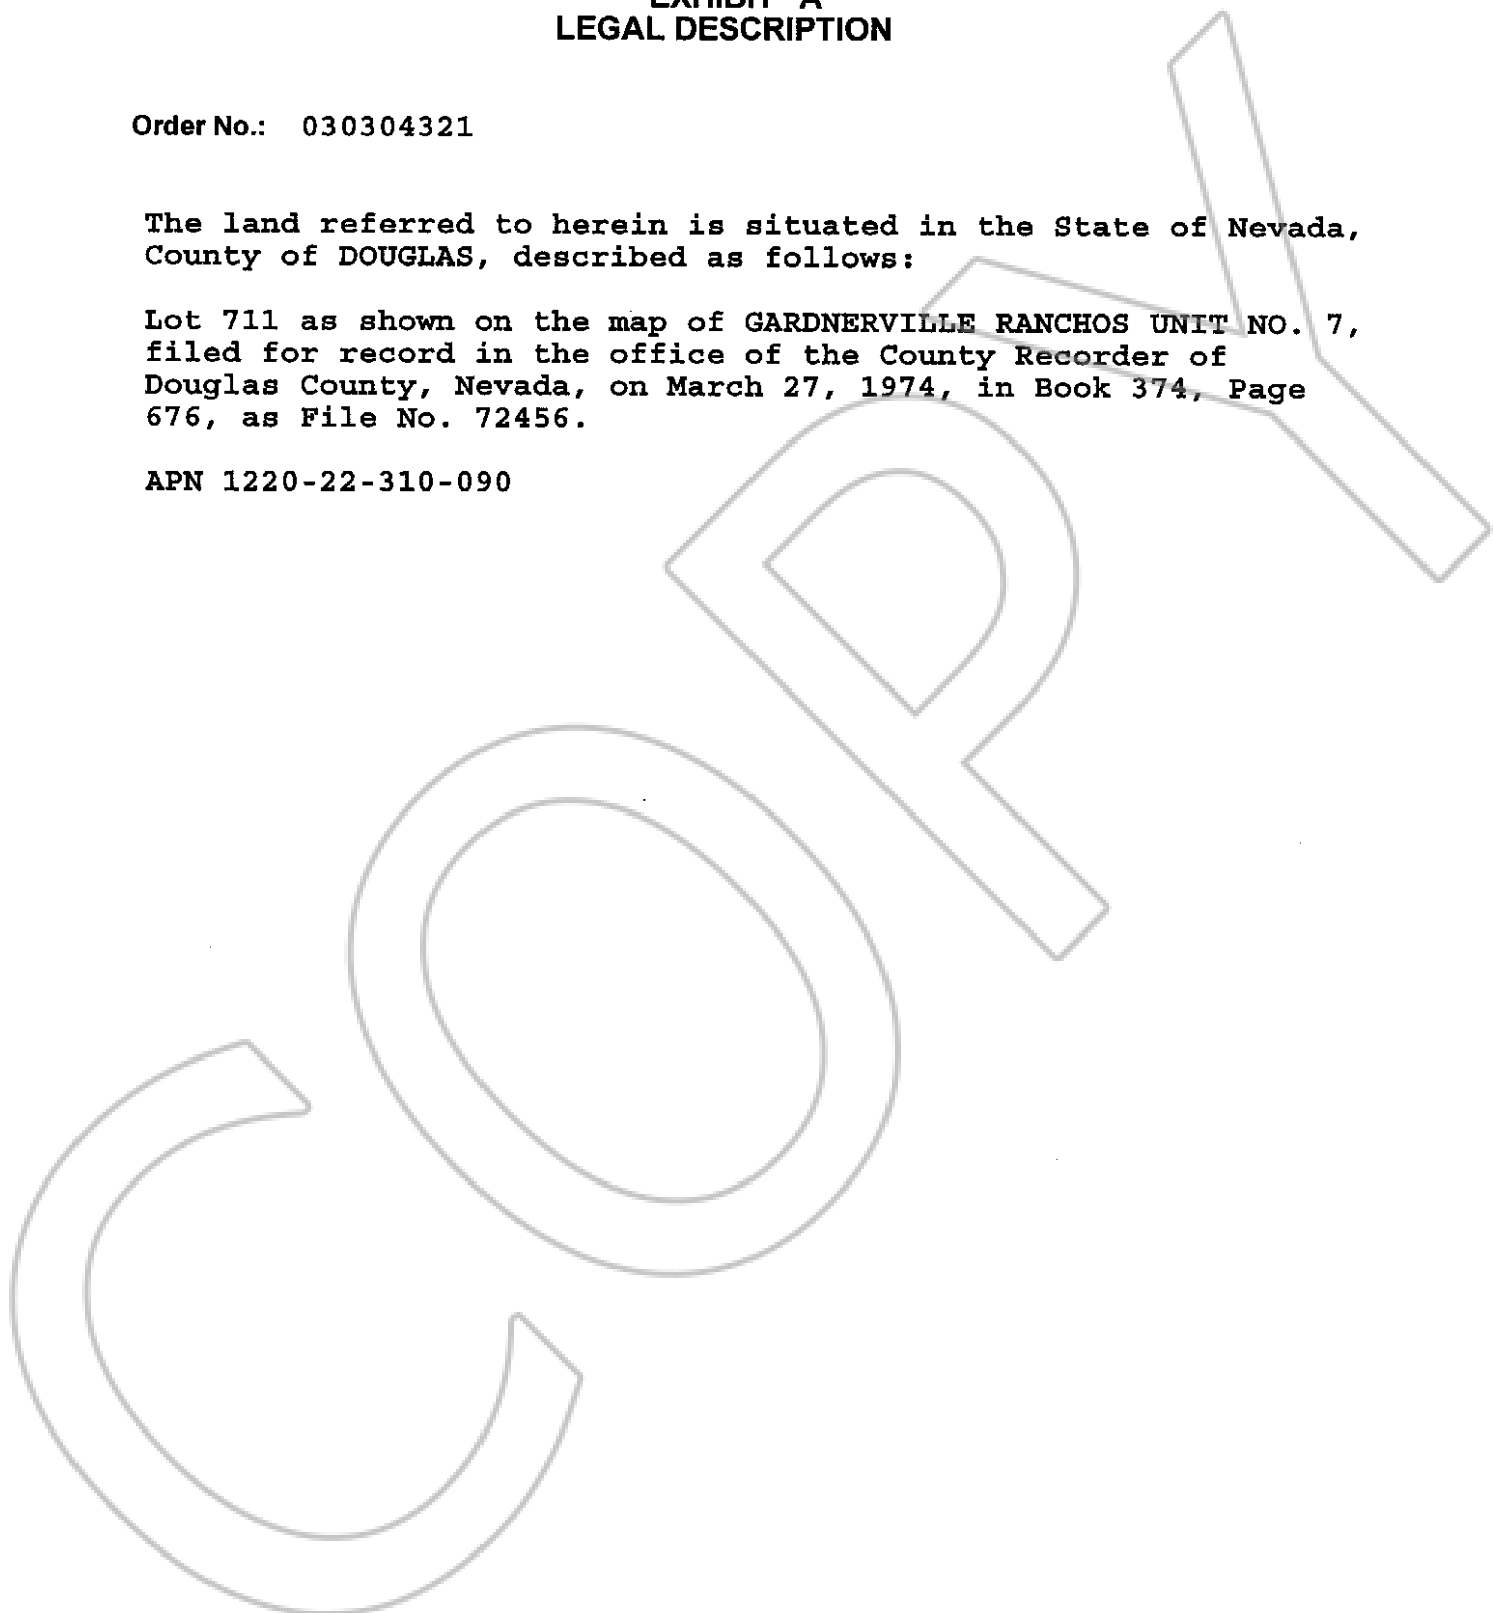 EXHIBIT "A"
LEGAL DESCRIPTION
Order No.: 030304321
The land referred to herein is situated in the State of Nevada,
County of DOUGLAS, described as follows:
Lot 711 as shown on the map of GARDNERVILLE RANCHOS UNIT NO. 7,
filed for record in the office of the County Recorder of
Douglas County, Nevada, on March 27, 1974, in Book 374, Page
676, as File No. 72456.
APN 1220-22-310-090
COPY